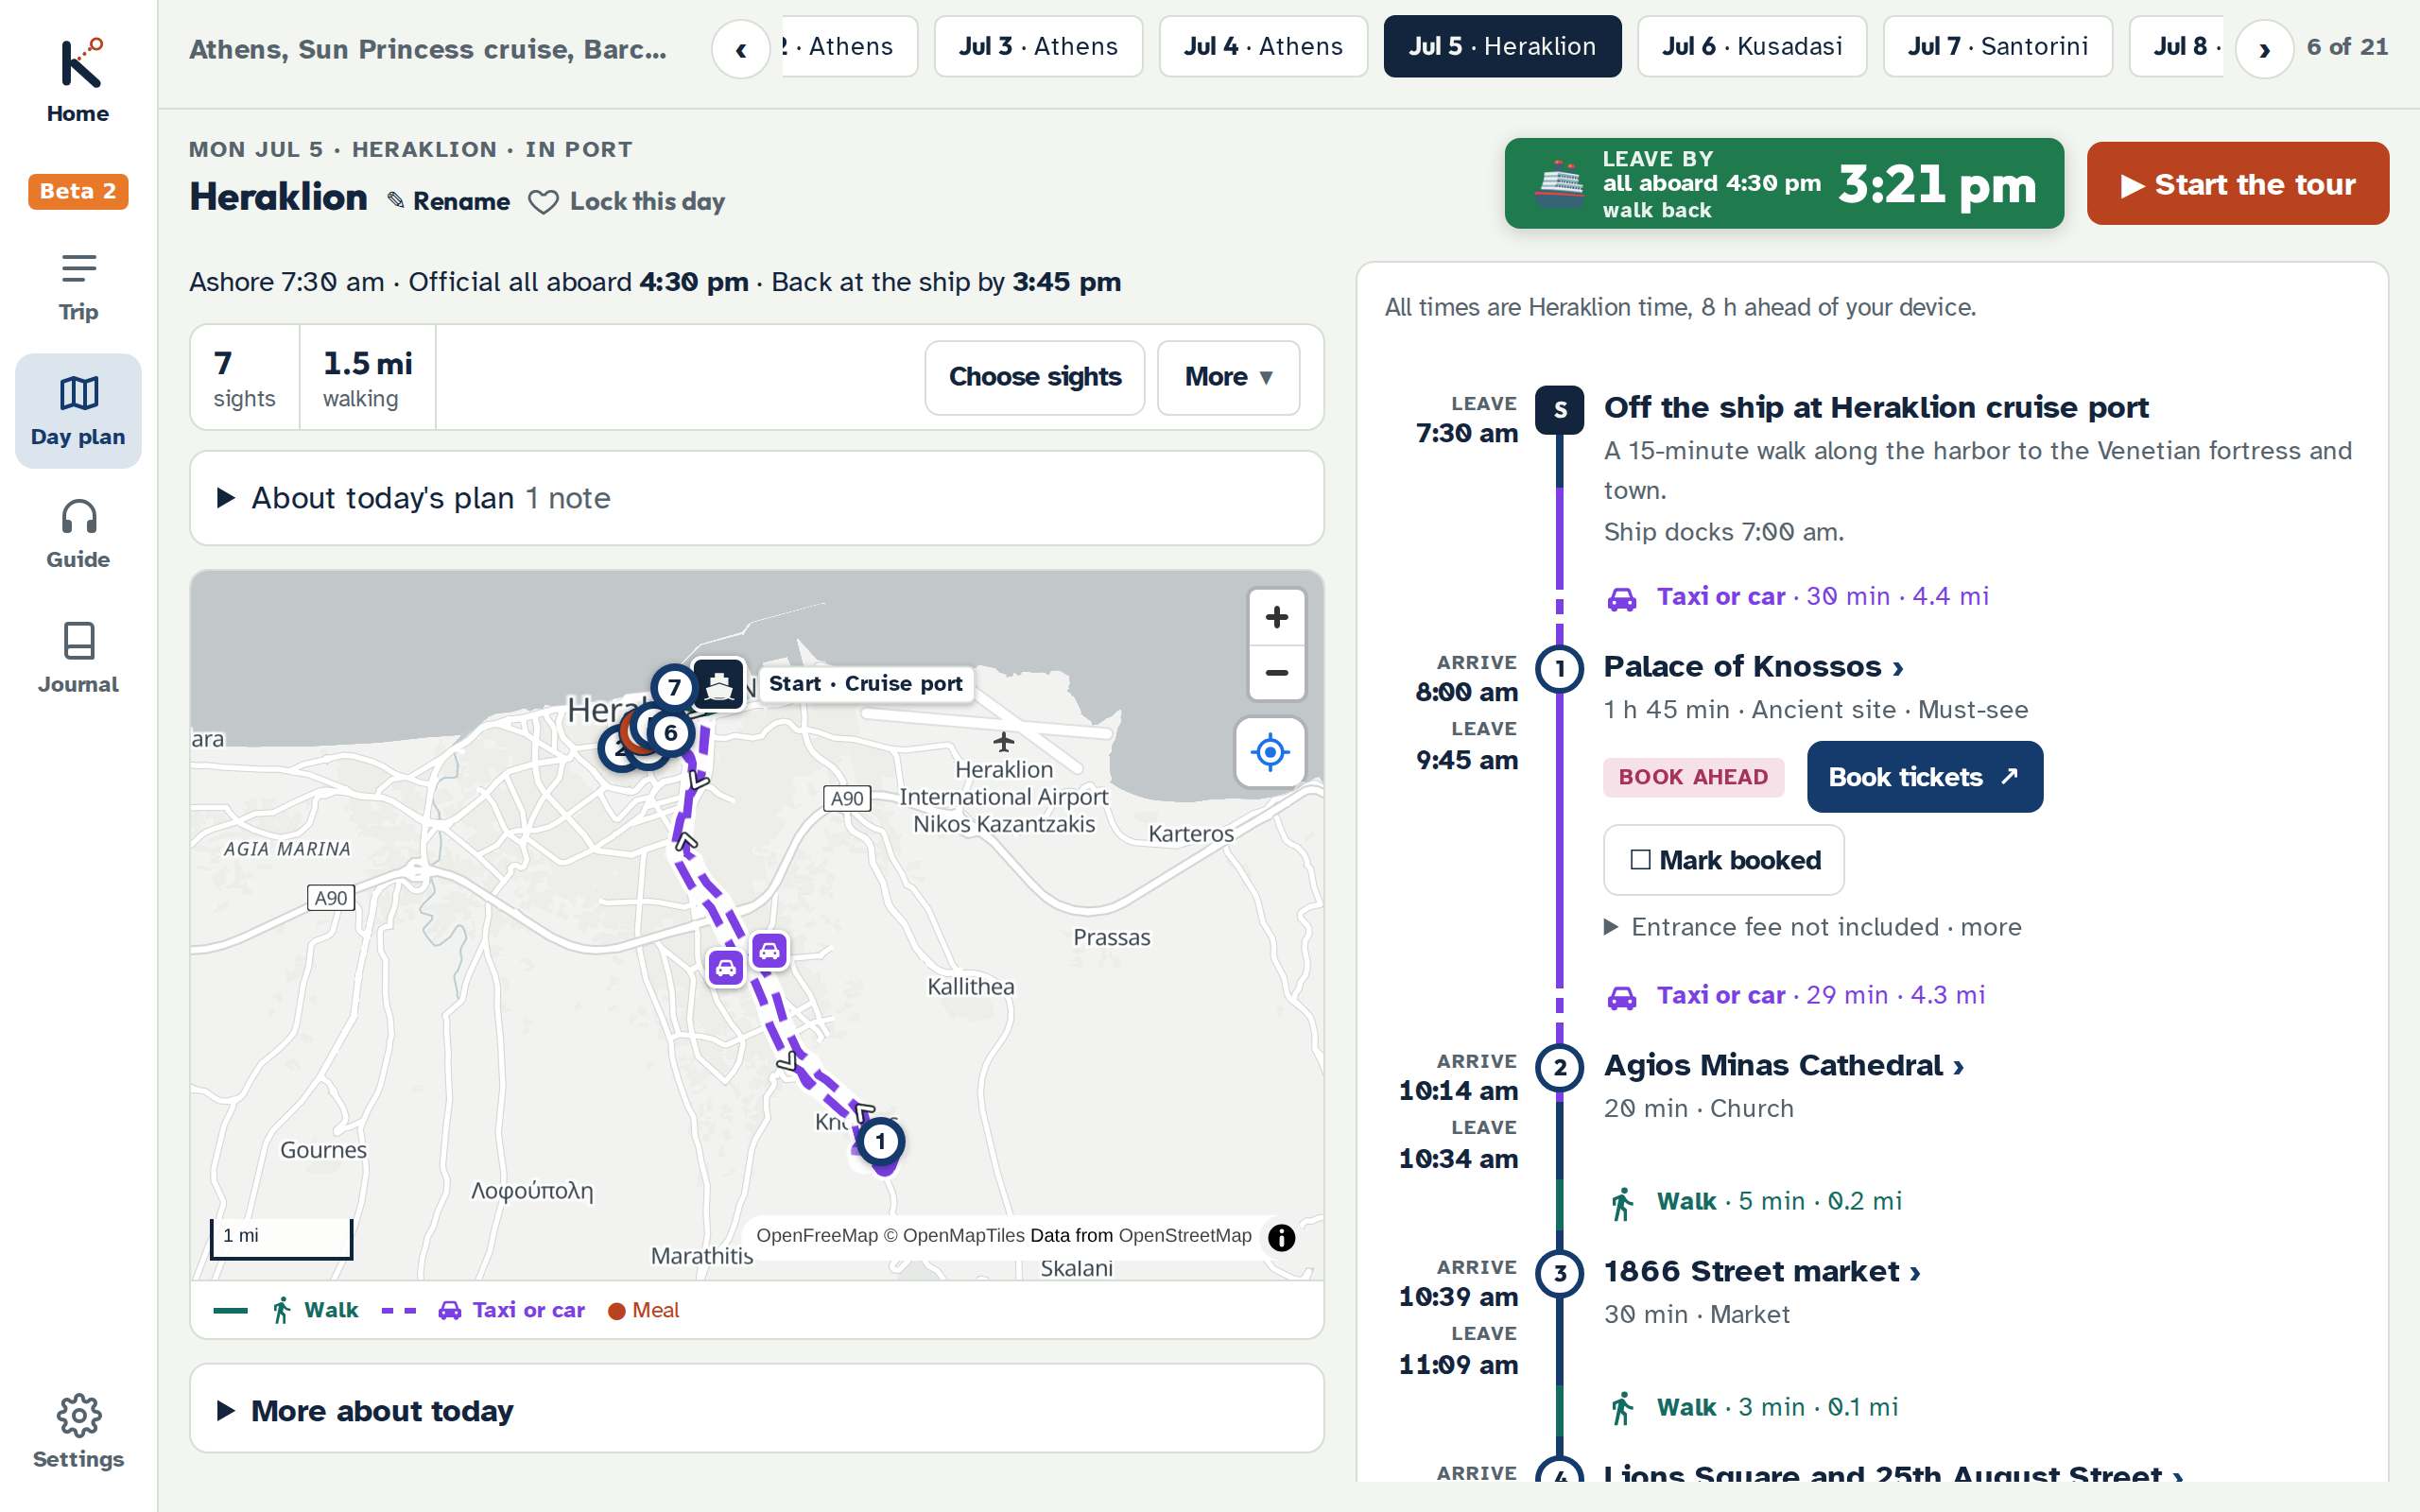 Home
Beta 2
Trip
Day plan
Guide
Journal
Settings
Athens, Sun Princess cruise, Barc...
‹
2 · Athens
Jul 3 · Athens
Jul 4 · Athens
Jul 5 · Heraklion
Jul 6 · Kusadasi
Jul 7 · Santorini
Jul 8 ·
›
6 of 21
MON JUL 5 · HERAKLION · IN PORT
Heraklion ✎ Rename Lock this day
LEAVE BY
all aboard 4:30 pm
walk back
3:21 pm
▶ Start the tour
Ashore 7:30 am · Official all aboard 4:30 pm · Back at the ship by 3:45 pm
7
sights
1.5 mi
walking
Choose sights
More ▼
▶ About today's plan 1 note
Start · Cruise port
7
6
2
1
ara
A90
Heraklion
International Airport
Nikos Kazantzakis
Karteros
AGIA MARINA
A90
Prassas
Kallithea
Gournes
Λοφούπολη
Marathitis
Skalani
1 mi
OpenFreeMap © OpenMapTiles Data from OpenStreetMap
Walk
Taxi or car
Meal
▶ More about today
All times are Heraklion time, 8 h ahead of your device.
LEAVE
7:30 am
S
Off the ship at Heraklion cruise port
A 15-minute walk along the harbor to the Venetian fortress and
town.
Ship docks 7:00 am.
Taxi or car · 30 min · 4.4 mi
ARRIVE
8:00 am
LEAVE
9:45 am
1
Palace of Knossos ›
1 h 45 min · Ancient site · Must-see
BOOK AHEAD
Book tickets ↗
☐ Mark booked
▶ Entrance fee not included · more
Taxi or car · 29 min · 4.3 mi
ARRIVE
10:14 am
LEAVE
10:34 am
2
Agios Minas Cathedral ›
20 min · Church
Walk · 5 min · 0.2 mi
ARRIVE
10:39 am
LEAVE
11:09 am
3
1866 Street market ›
30 min · Market
Walk · 3 min · 0.1 mi
ARRIVE
4
Lions Square and 25th August Street ›